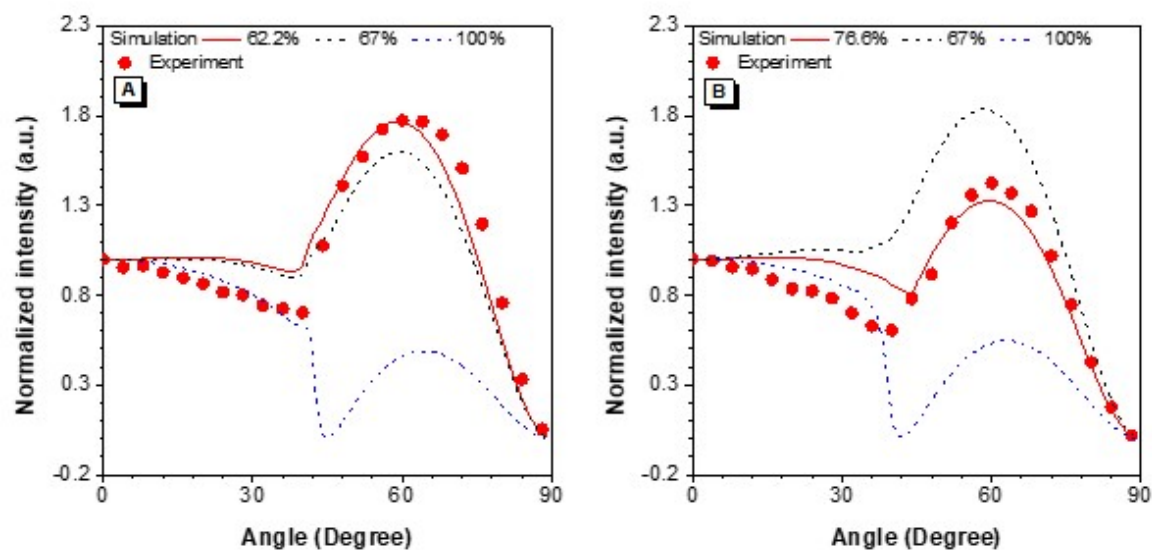 2.3
Simulation 62.2% 67% 100%
Experiment
A
1.8
1.3
0.8
0.3
-0.2
0 30 60 90
Normalized intensity (a.u.)
Angle (Degree)
2.3
Simulation 76.6% 67% 100%
Experiment
B
1.8
1.3
0.8
0.3
-0.2
0 30 60 90
Normalized intensity (a.u.)
Angle (Degree)